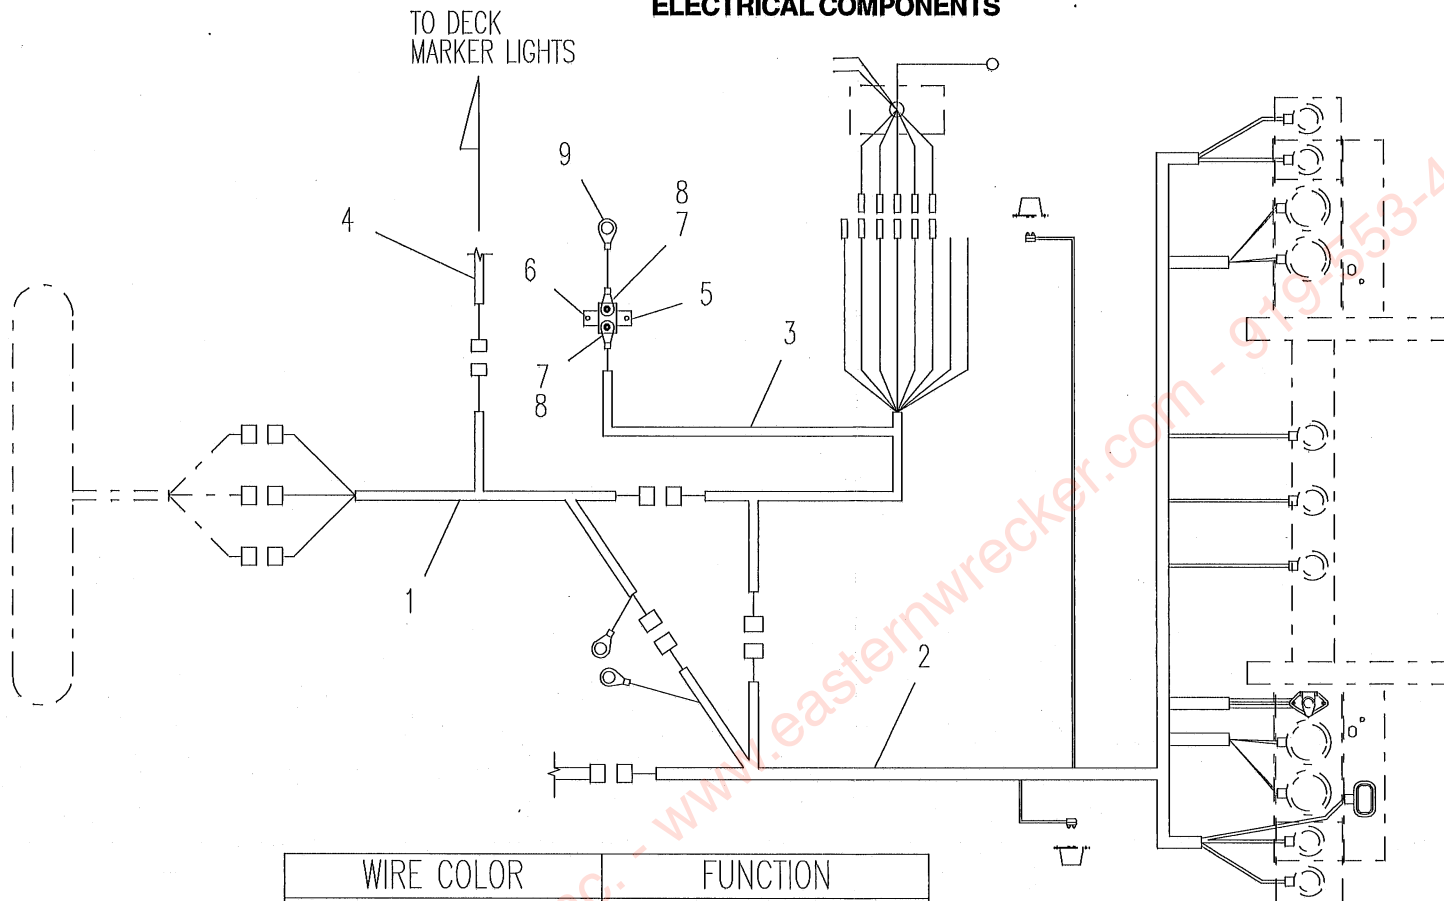 ELECTRICAL COMPONENTS
TO DECK
MARKER LIGHTS
9
8
7
4
6
5
3
7
8
1
2
WIRE COLOR
FUNCTION
c. - www.easternwrecker.com - 919-553-4